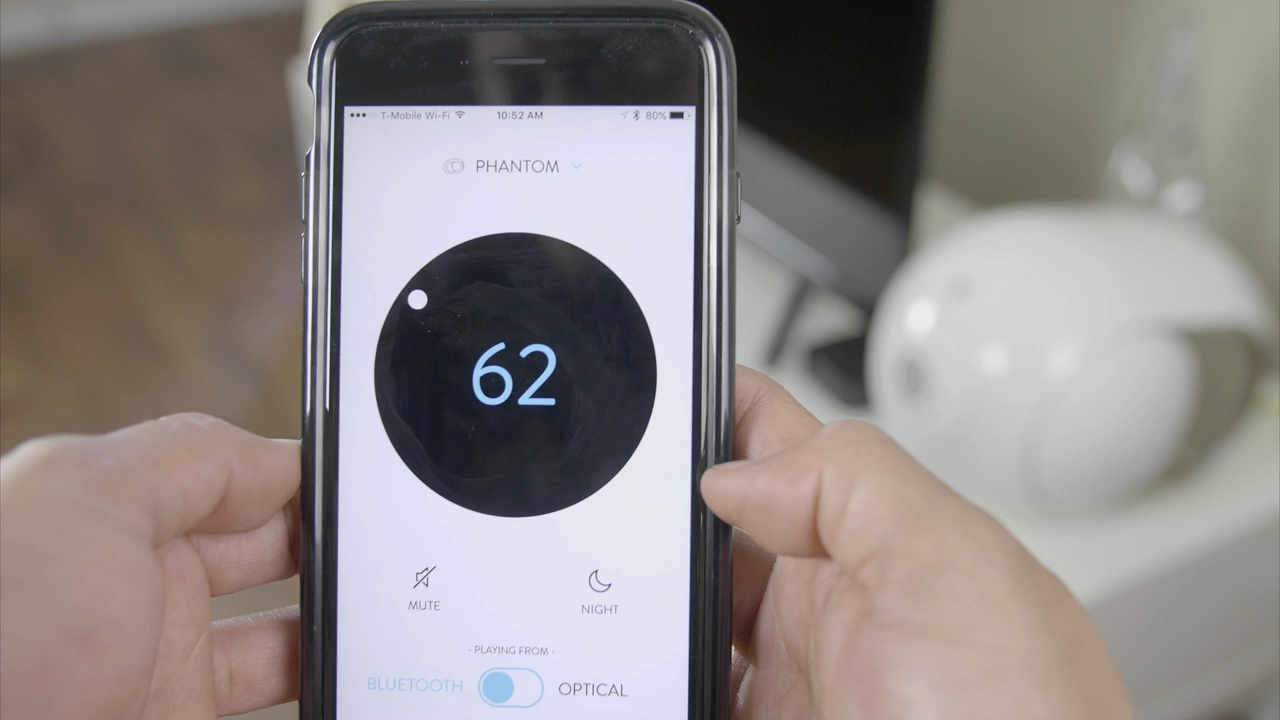 T-Mobile Wi-Fi 10:52 AM 80%
PHANTOM
62
MUTE NIGHT
- PLAYING FROM -
BLUETOOTH OPTICAL